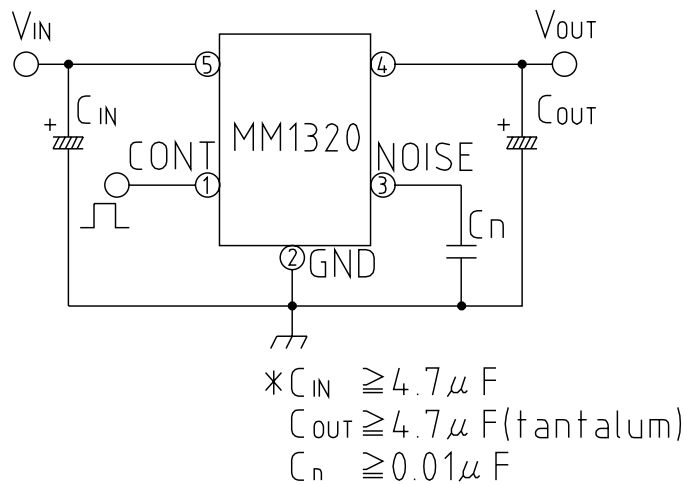 VIN
VOUT
5
4
+
CIN
MM1320
+
COUT
CONT
NOISE
1
3
Cn
2
GND
*CIN ≧4.7μF
COUT ≧4.7μF(tantalum)
Cn ≧0.01μF